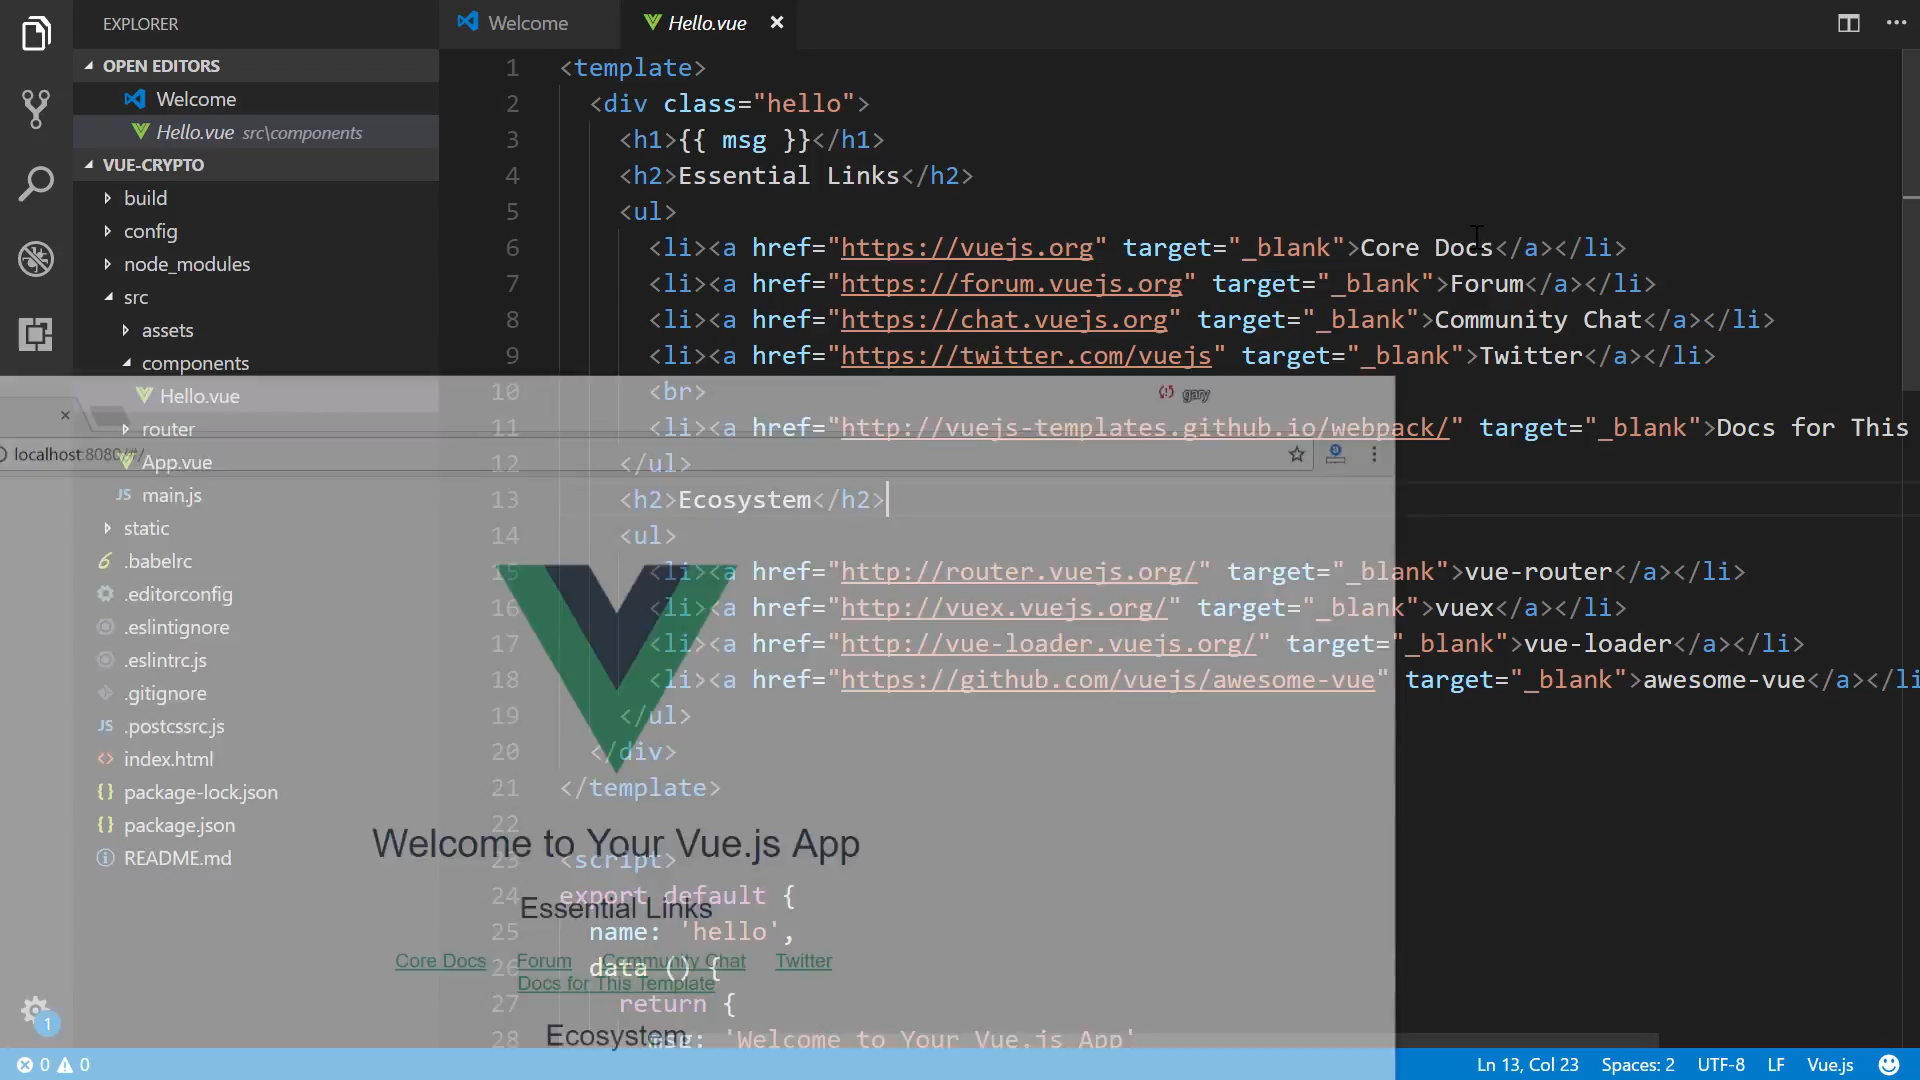 EXPLORER
OPEN EDITORS
Welcome
Hello.vue src\components
VUE-CRYPTO
build
config
node_modules
src
assets
components
Hello.vue
router
App.vue
JS main.js
static
.babelrc
.editorconfig
.eslintignore
.eslintrc.js
.gitignore
JS .postcssrc.js
<> index.html
{} package-lock.json
{} package.json
README.md
1
Welcome
Hello.vue
1 <template>
2 <div class="hello">
3 <h1>{{ msg }}</h1>
4 <h2>Essential Links</h2>
5 <ul>
6 <li><a href="https://vuejs.org" target="_blank">Core Docs</a></li>
7 <li><a href="https://forum.vuejs.org" target="_blank">Forum</a></li>
8 <li><a href="https://chat.vuejs.org" target="_blank">Community Chat</a></li>
9 <li><a href="https://twitter.com/vuejs" target="_blank">Twitter</a></li>
10 <br>
11 <li><a href="http://vuejs-templates.github.io/webpack/" target="_blank">Docs for This
12 </ul>
13 <h2>Ecosystem</h2>
14 <ul>
15 <li><a href="http://router.vuejs.org/" target="_blank">vue-router</a></li>
16 <li><a href="http://vuex.vuejs.org/" target="_blank">vuex</a></li>
17 <li><a href="http://vue-loader.vuejs.org/" target="_blank">vue-loader</a></li>
18 <li><a href="https://github.com/vuejs/awesome-vue" target="_blank">awesome-vue</a></li
19 </ul>
20 </div>
21 </template>
22
23 <script>
24 export default {
25 name: 'hello',
26 data () {
27 return {
28 msg: 'Welcome to Your Vue.js App'
gary
localhost:8080/#/
Welcome to Your Vue.js App
Essential Links
Core Docs Forum Community Chat Twitter
Docs for This Template
Ecosystem
0 0
Ln 13, Col 23 Spaces: 2 UTF-8 LF Vue.js